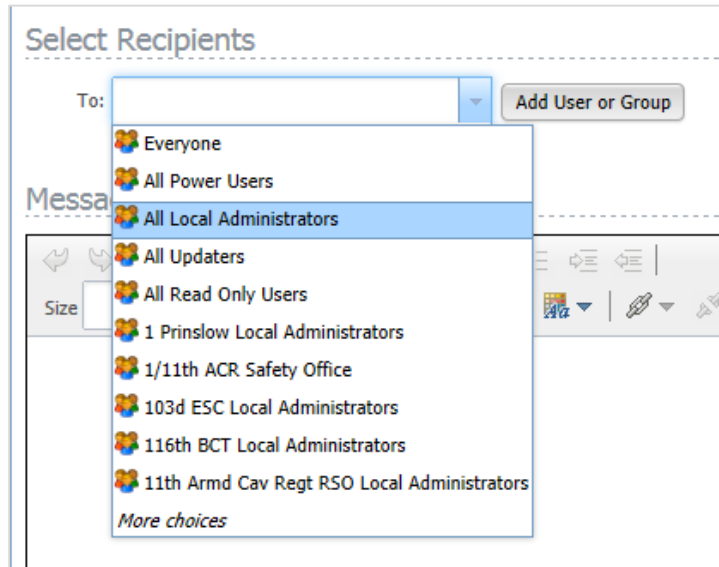 Select Recipients
To:
Add User or Group
Everyone
All Power Users
Messa
All Local Administrators
All Updaters
All Read Only Users
Size
1 Prinslow Local Administrators
1/11th ACR Safety Office
103d ESC Local Administrators
116th BCT Local Administrators
11th Armd Cav Regt RSO Local Administrators
More choices